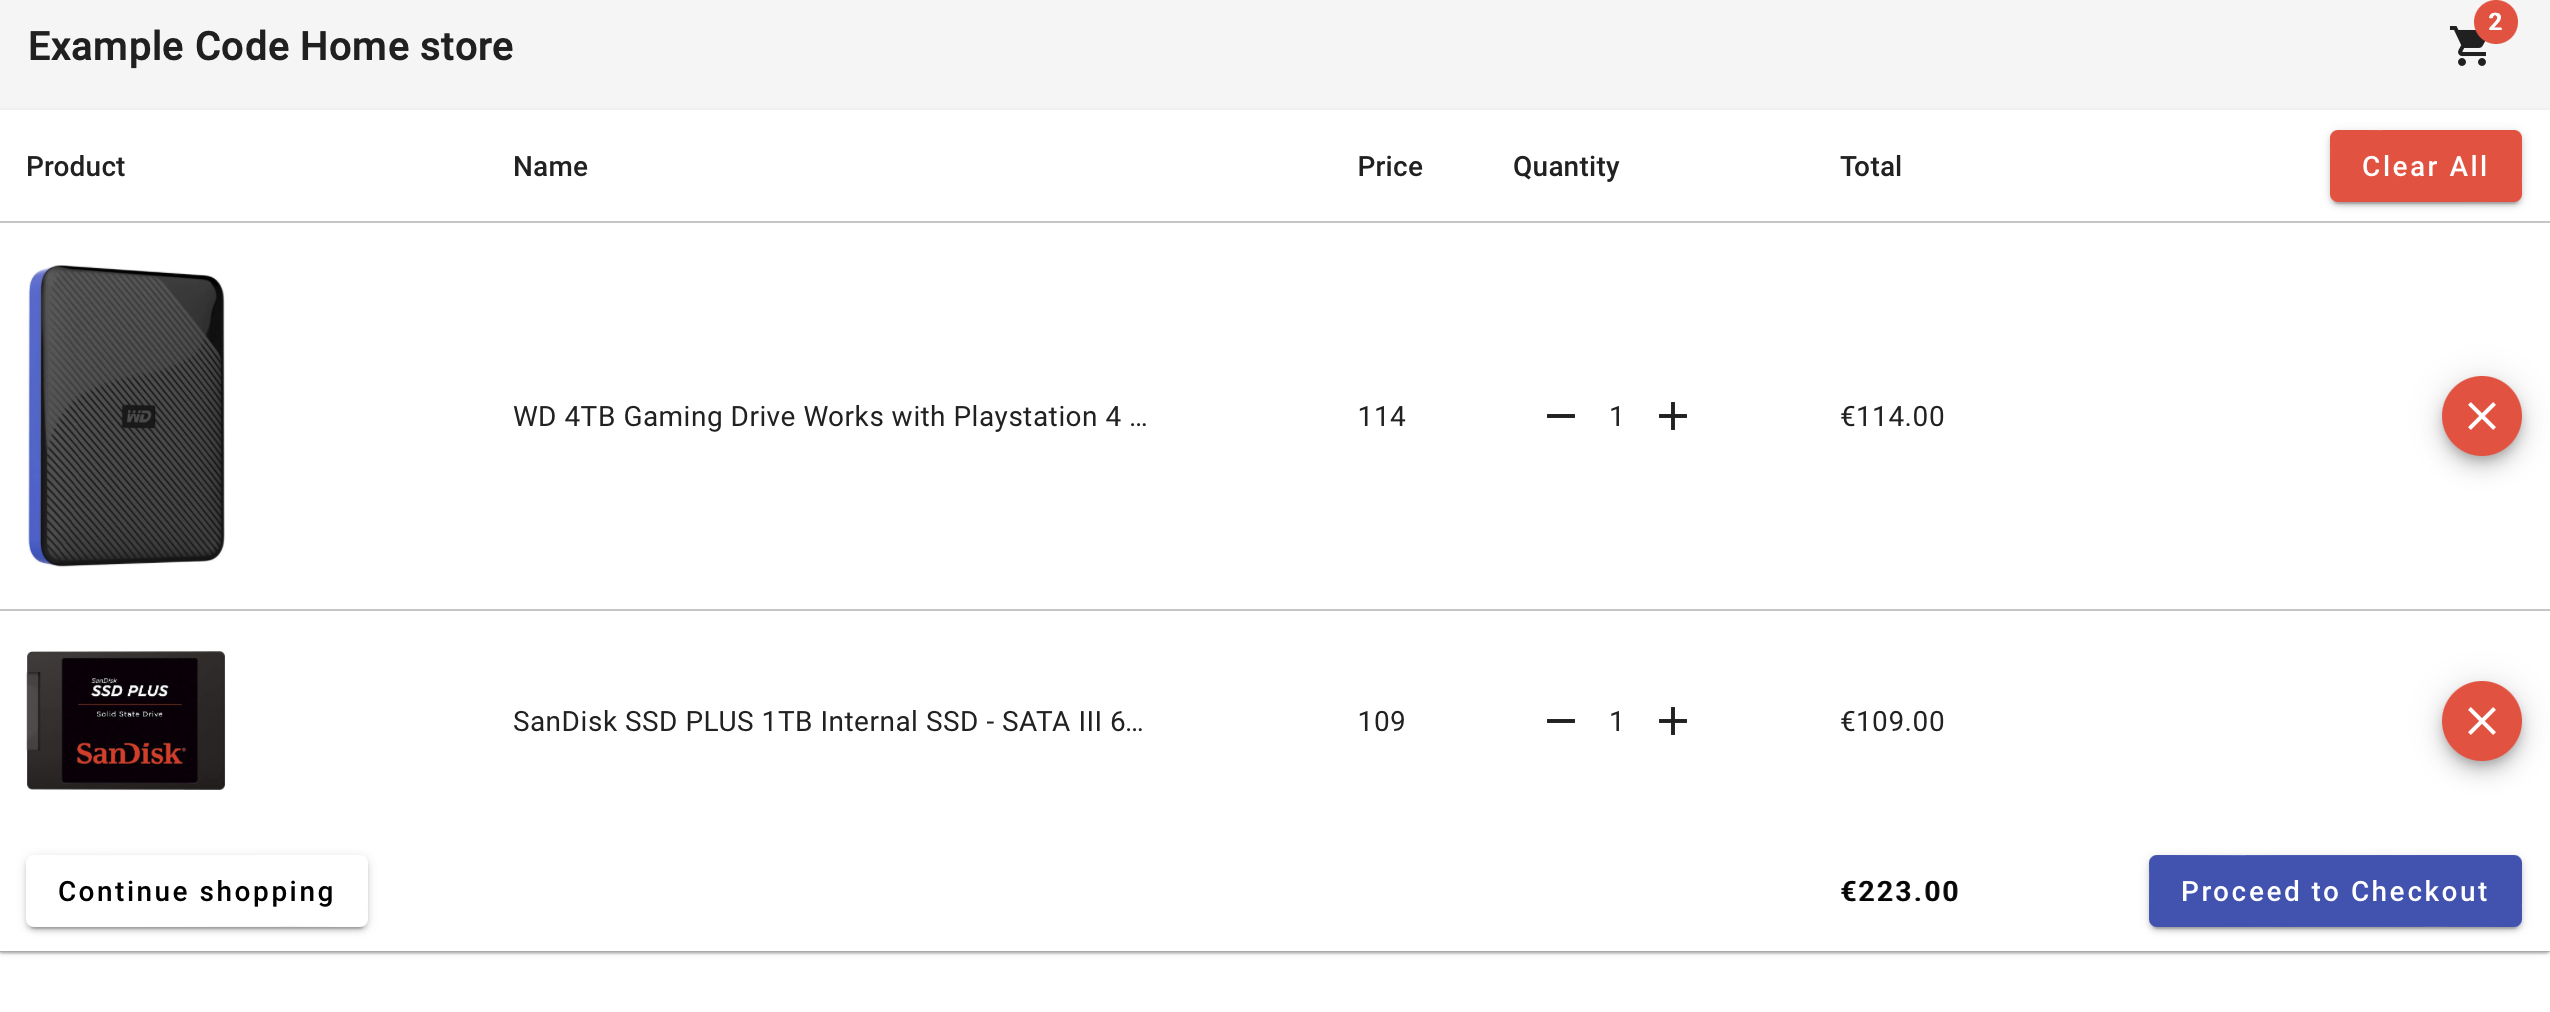 Example Code Home store
2
Product Name Price Quantity Total Clear All
WD
WD 4TB Gaming Drive Works with Playstation 4 ... 114 1 €114.00
SanDisk
SSD PLUS
Solid State Drive
SanDisk
SanDisk SSD PLUS 1TB Internal SSD - SATA III 6... 109 1 €109.00
Continue shopping €223.00 Proceed to Checkout